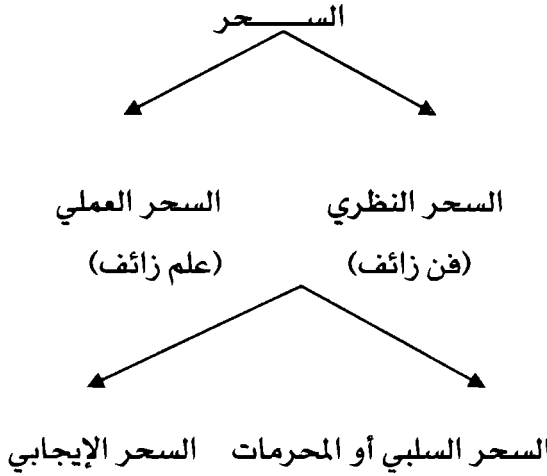 الســـــحر
السحر النظري السحر العملي
(فن زائف) (علم زائف)
السحر السلبي أو المحرمات السحر الإيجابي